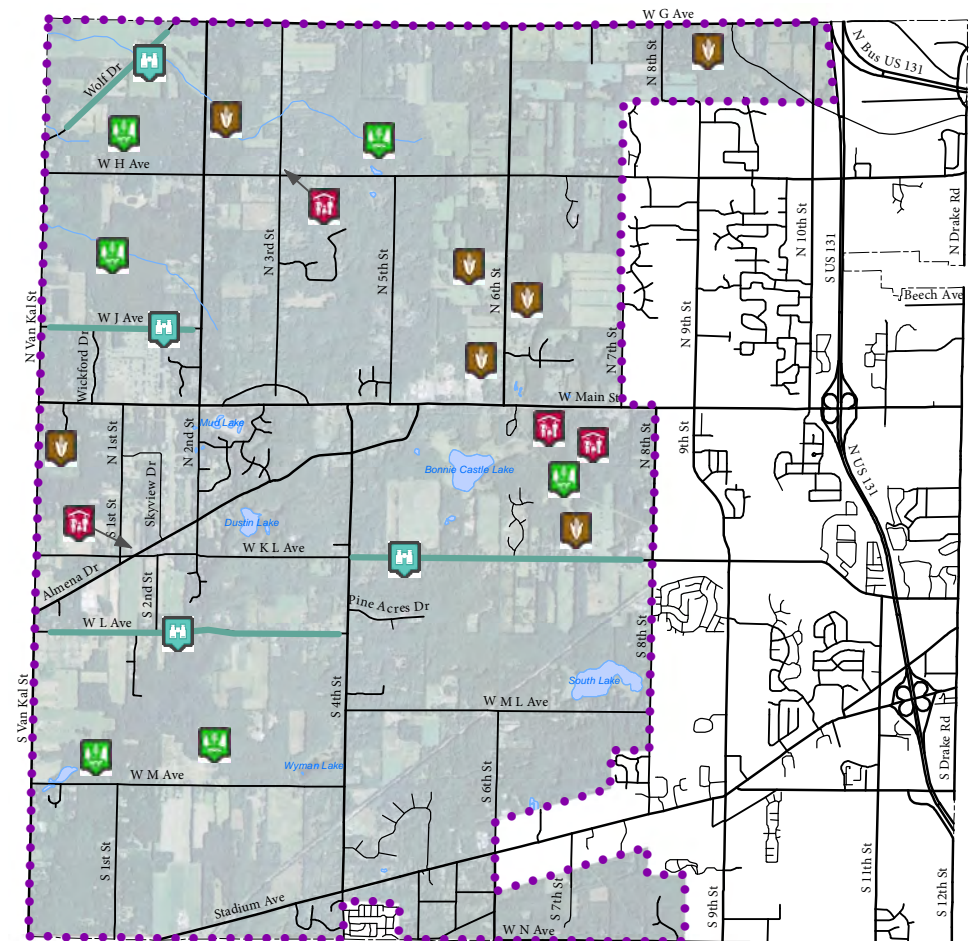 W G Ave
N Bus US 131
N 8th St
Wolf Dr
W H Ave
N 3rd St
N 5th St
N 6th St
N 10th St
S US 131
N Drake Rd
Beech Ave
N Van Kal St
W J Ave
Wickford Dr
N 7th St
N 9th St
W Main St
N 1st St
N 2nd St
Mud Lake
N 8th St
9th St
N US 131
Skyview Dr
Bonnie Castle Lake
S 1st St
Dustin Lake
W K L Ave
Almena Dr
S 2nd St
Pine Acres Dr
W L Ave
S 8th St
South Lake
S Van Kal St
S 4th St
W M L Ave
S Drake Rd
Wyman Lake
W M Ave
S 6th St
S 1st St
S 7th St
S 9th St
S 11th St
S 12th St
Stadium Ave
W N Ave